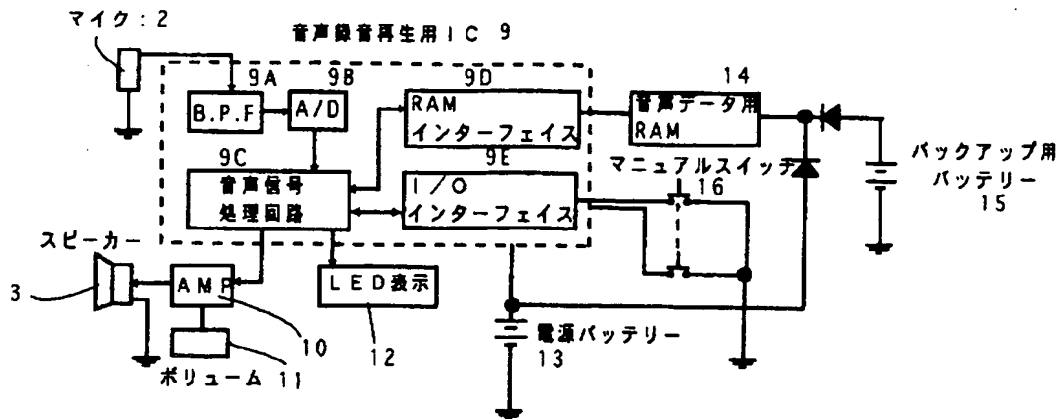 マイク:2
音声録音再生用IC 9
9A
9B
9D
14
B.P.F
A/D
RAM
インターフェイス
音声データ用
RAM
9C
9E
マニュアルスイッチ
16
バックアップ用
バッテリー
15
音声信号
処理回路
I/O
インターフェイス
スピーカー
3
AMP
LED表示
10
12
電源バッテリー
13
ボリューム 11